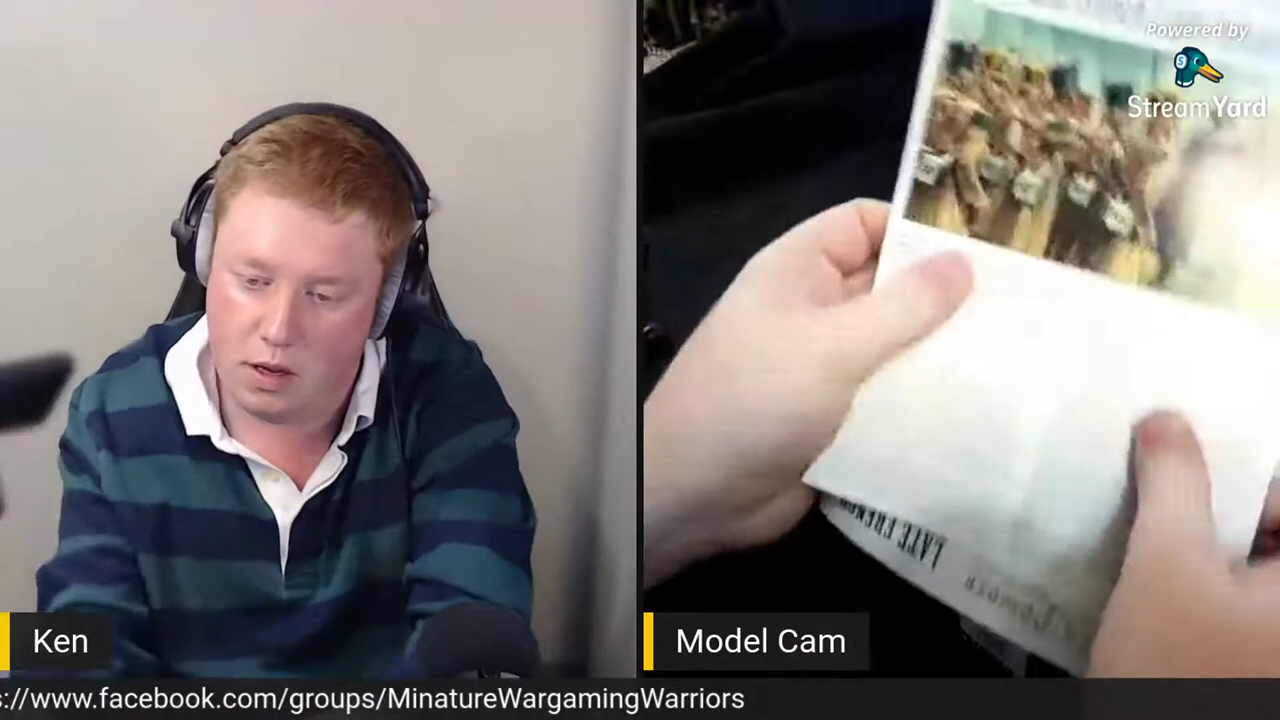 Powered by
StreamYard
LATE FRENCH
Ken
Model Cam
s://www.facebook.com/groups/MinatureWargamingWarriors